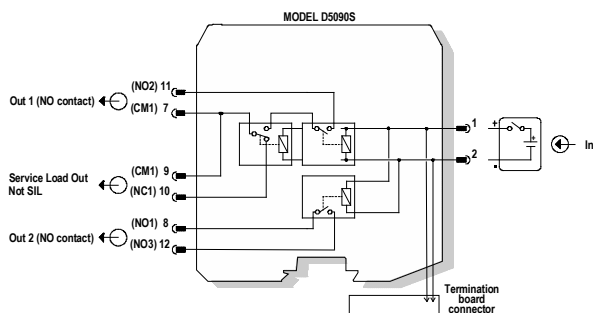 MODEL D5090S
(NO2) 11
Out 1 (NO contact)
(CM1) 7
1
+
+
2
-
In
(CM1) 9
Service Load Out
Not SIL
(NC1) 10
(NO1) 8
Out 2 (NO contact)
(NO3) 12
Termination
board
connector